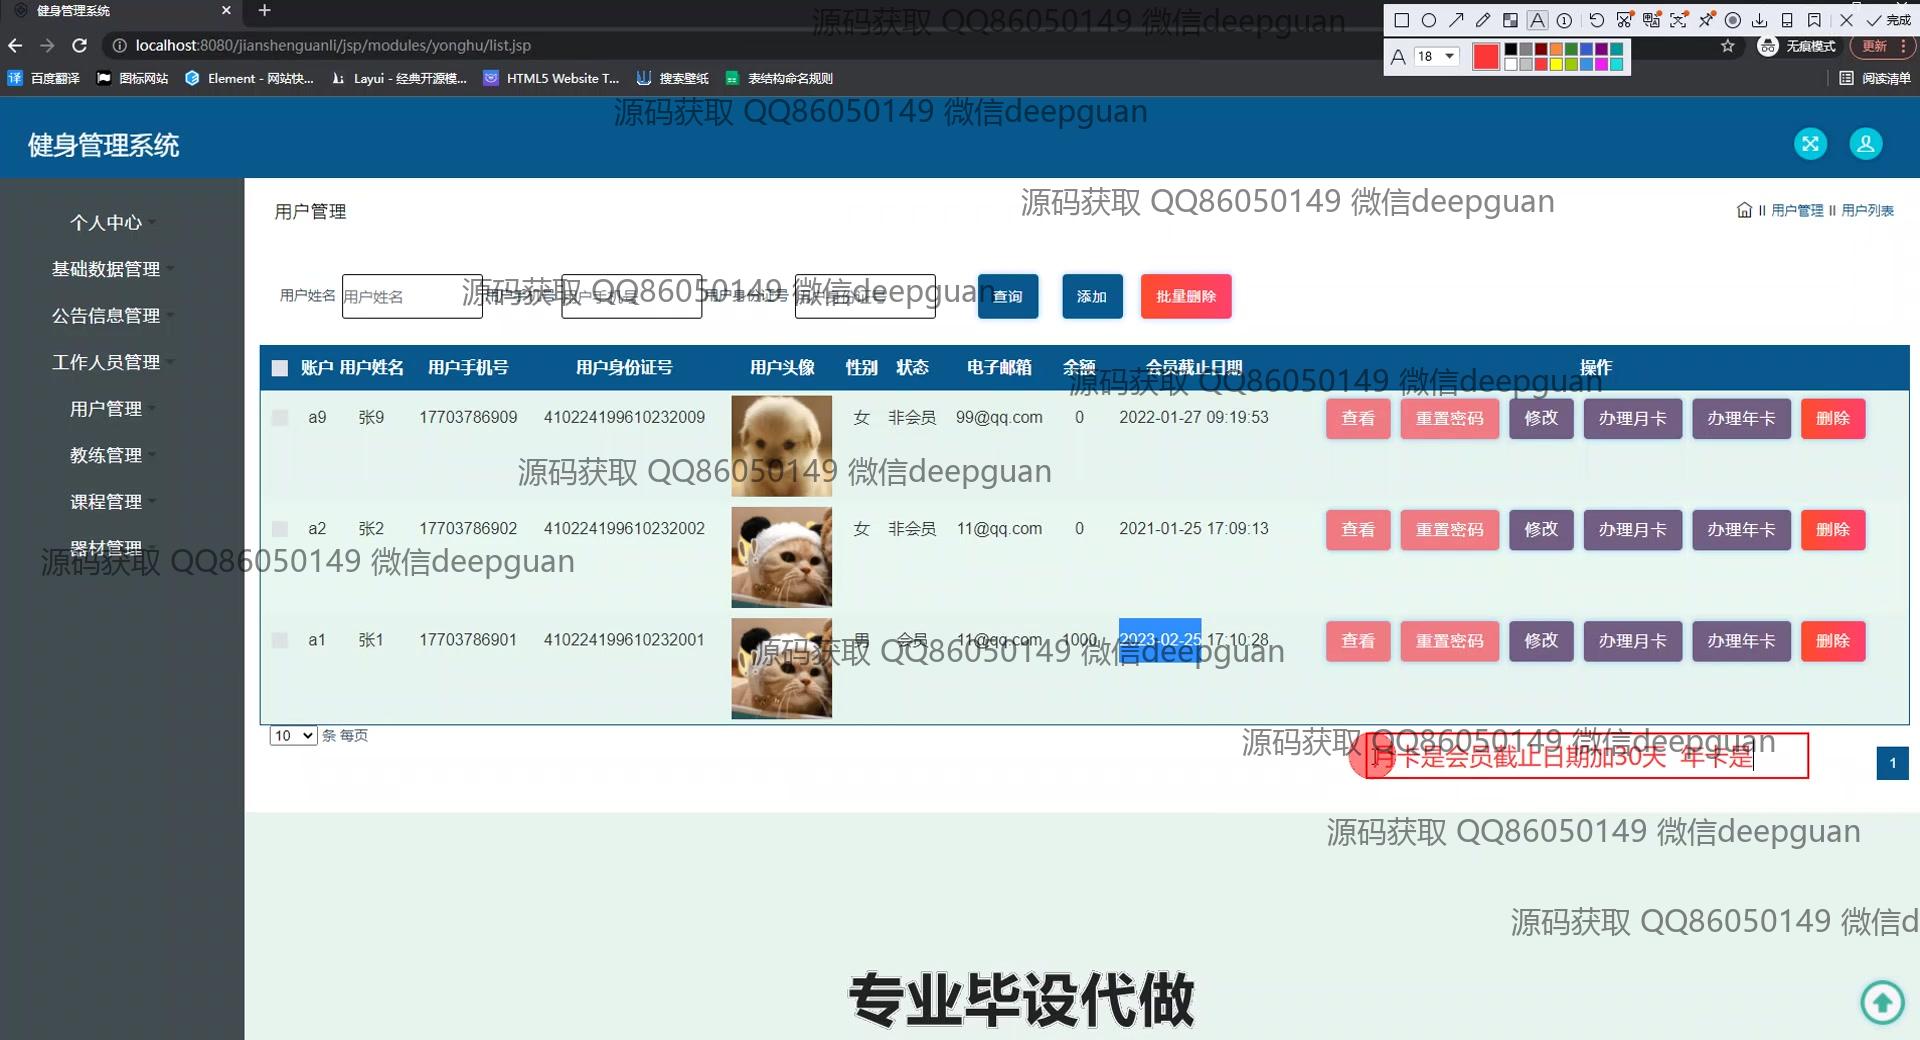 健身管理系统
源码获取 QQ86050149 微信deepguan
完成
localhost:8080/jianshenguanli/jsp/modules/yonghu/list.jsp
A 18
无痕模式
更新
百度翻译 图标网站 Element - 网站快... Layui - 经典开源模... HTML5 Website T... 搜索壁纸 表结构命名规则
阅读清单
源码获取 QQ86050149 微信deepguan
健身管理系统
个人中心
基础数据管理
公告信息管理
工作人员管理
用户管理
教练管理
课程管理
器材管理
源码获取 QQ86050149 微信deepguan
用户管理
源码获取 QQ86050149 微信deepguan
用户管理 用户列表
用户姓名 用户姓名 用户手机号 用户手机号 用户身份证号 用户身份证号 查询 添加 批量删除
源码获取 QQ86050149 微信deepguan
账户 用户姓名 用户手机号 用户身份证号 用户头像 性别 状态 电子邮箱 余额 会员截止日期 操作
源码获取 QQ86050149 微信deepguan
a9 张9 17703786909 410224199610232009 女 非会员 99@qq.com 0 2022-01-27 09:19:53 查看 重置密码 修改 办理月卡 办理年卡 删除
源码获取 QQ86050149 微信deepguan
a2 张2 17703786902 410224199610232002 女 非会员 11@qq.com 0 2021-01-25 17:09:13 查看 重置密码 修改 办理月卡 办理年卡 删除
a1 张1 17703786901 410224199610232001 男 会员 11@qq.com 1000 2023-02-25 17:10:28 查看 重置密码 修改 办理月卡 办理年卡 删除
源码获取 QQ86050149 微信deepguan
10 条 每页
源码获取 QQ86050149 微信deepguan
月卡是会员截止日期加30天 年卡是
1
源码获取 QQ86050149 微信deepguan
源码获取 QQ86050149 微信d
专业毕设代做